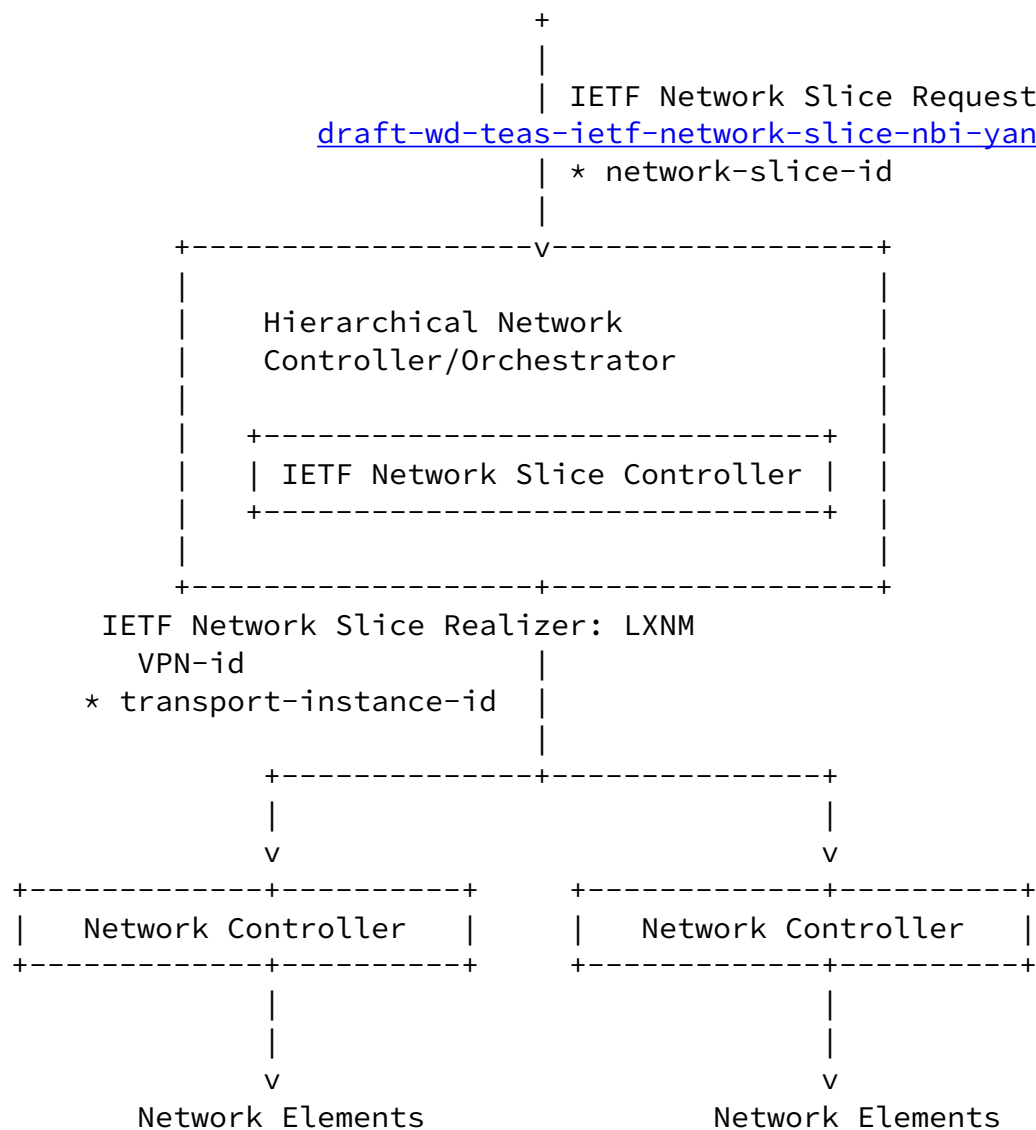 IETF Network Slice Request
draft-wd-teas-ietf-network-slice-nbi-yan
* network-slice-id
Hierarchical Network
Controller/Orchestrator
IETF Network Slice Controller
IETF Network Slice Realizer: LXNM
VPN-id
* transport-instance-id
Network Controller Network Controller
Network Elements Network Elements